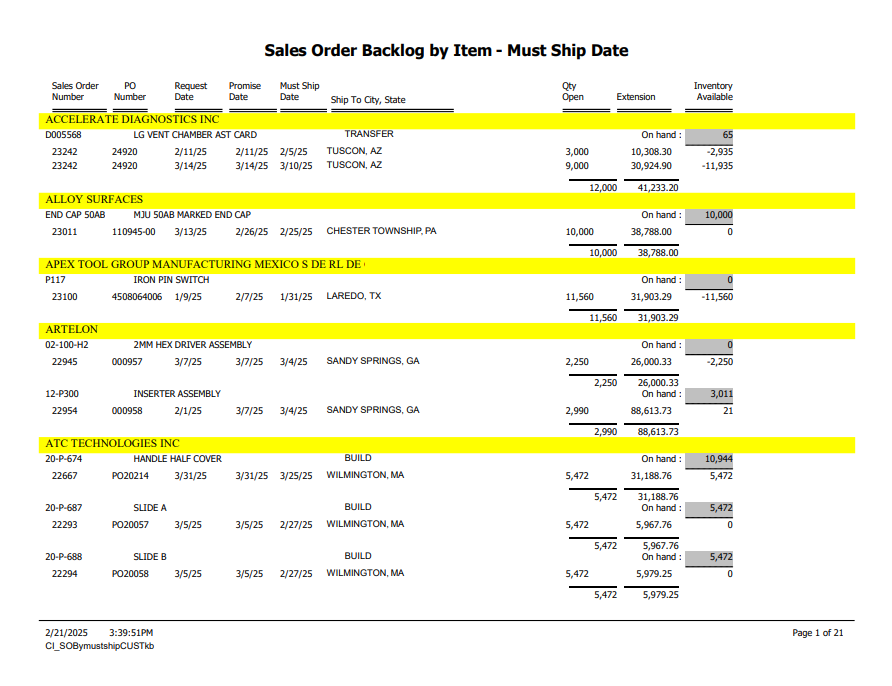 Sales Order Backlog by Item - Must Ship Date
Sales Order Number PO Number Request Date Promise Date Must Ship Date Ship To City, State Qty Open Extension Inventory Available
ACCELERATE DIAGNOSTICS INC
D005568 LG VENT CHAMBER AST CARD TRANSFER On hand : 65
23242 24920 2/11/25 2/11/25 2/5/25 TUSCON, AZ 3,000 10,308.30 -2,935
23242 24920 3/14/25 3/14/25 3/10/25 TUSCON, AZ 9,000 30,924.90 -11,935
12,000 41,233.20
ALLOY SURFACES
END CAP 50AB MJU 50AB MARKED END CAP On hand : 10,000
23011 110945-00 3/13/25 2/26/25 2/25/25 CHESTER TOWNSHIP, PA 10,000 38,788.00 0
10,000 38,788.00
APEX TOOL GROUP MANUFACTURING MEXICO S DE RL DE
P117 IRON PIN SWITCH On hand : 0
23100 4508064006 1/9/25 2/7/25 1/31/25 LAREDO, TX 11,560 31,903.29 -11,560
11,560 31,903.29
ARTELON
02-100-H2 2MM HEX DRIVER ASSEMBLY On hand : 0
22945 000957 3/7/25 3/7/25 3/4/25 SANDY SPRINGS, GA 2,250 26,000.33 -2,250
2,250 26,000.33
12-P300 INSERTER ASSEMBLY On hand : 3,011
22954 000958 2/1/25 3/7/25 3/4/25 SANDY SPRINGS, GA 2,990 88,613.73 21
2,990 88,613.73
ATC TECHNOLOGIES INC
20-P-674 HANDLE HALF COVER BUILD On hand : 10,944
22667 PO20214 3/31/25 3/31/25 3/25/25 WILMINGTON, MA 5,472 31,188.76 5,472
5,472 31,188.76
20-P-687 SLIDE A BUILD On hand : 5,472
22293 PO20057 3/5/25 3/5/25 2/27/25 WILMINGTON, MA 5,472 5,967.76 0
5,472 5,967.76
20-P-688 SLIDE B BUILD On hand : 5,472
22294 PO20058 3/5/25 3/5/25 2/27/25 WILMINGTON, MA 5,472 5,979.25 0
5,472 5,979.25
2/21/2025 3:39:51PM Page 1 of 21
CI_SOBymustshipCUSTkb